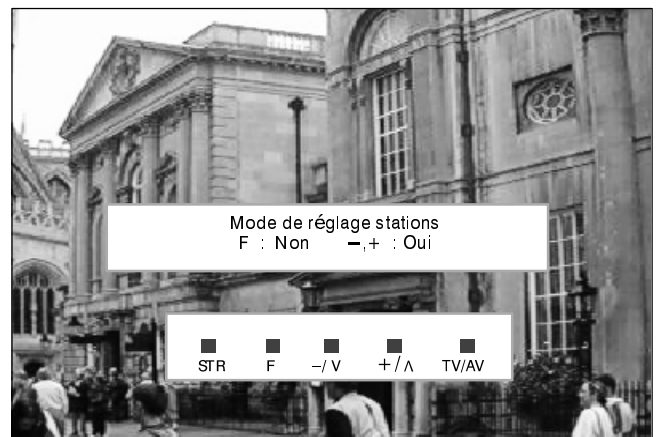 Mode de réglage stations
F : Non −,+ : Oui
STR F −/∨ +/∧ TV/AV